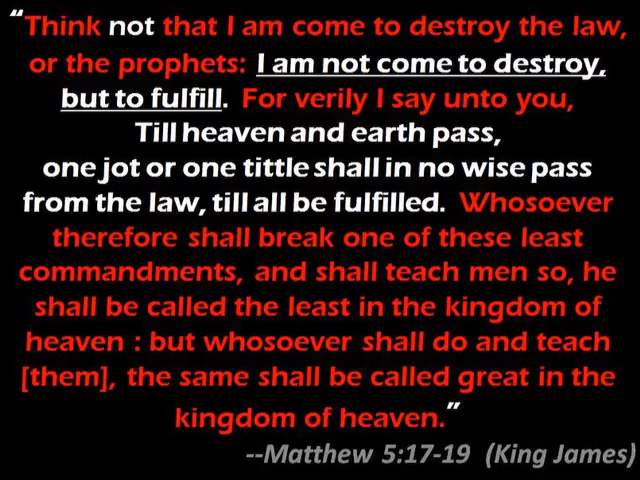 “Think not that I am come to destroy the law,
or the prophets: I am not come to destroy,
but to fulfill. For verily I say unto you,
Till heaven and earth pass,
one jot or one tittle shall in no wise pass
from the law, till all be fulfilled. Whosoever
therefore shall break one of these least
commandments, and shall teach men so, he
shall be called the least in the kingdom of
heaven : but whosoever shall do and teach
[them], the same shall be called great in the
kingdom of heaven.”
--Matthew 5:17-19 (King James)